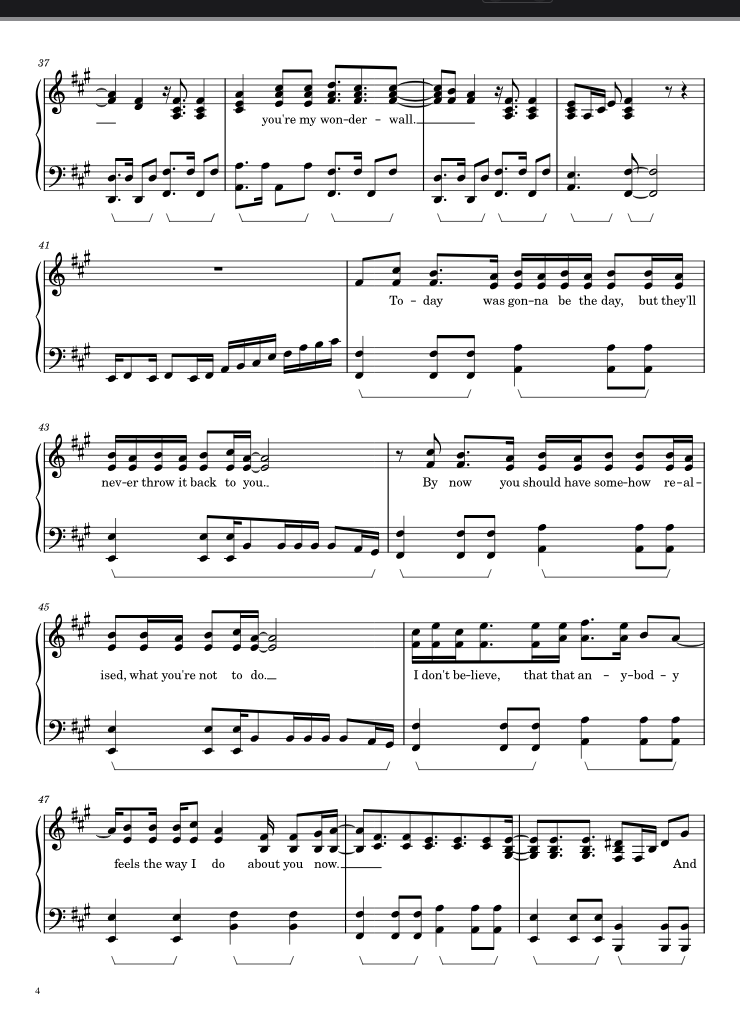 37
you're my won-der - wall.
41
To - day was gon-na be the day, but they'll
43
nev-er throw it back to you..
By now you should have some-how re-al-
45
ised, what you're not to do.
I don't be-lieve, that that an - y-bod - y
47
feels the way I do about you now.
And
4